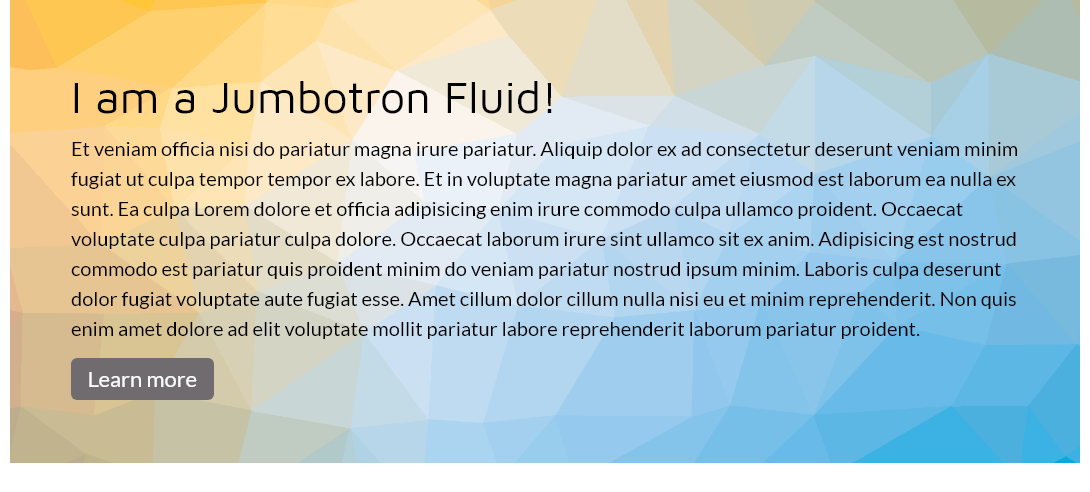 I am a Jumbotron Fluid!
Et veniam officia nisi do pariatur magna irure pariatur. Aliquip dolor ex ad consectetur deserunt veniam minim
fugiat ut culpa tempor tempor ex labore. Et in voluptate magna pariatur amet eiusmod est laborum ea nulla ex
sunt. Ea culpa Lorem dolore et officia adipisicing enim irure commodo culpa ullamco proident. Occaecat
voluptate culpa pariatur culpa dolore. Occaecat laborum irure sint ullamco sit ex anim. Adipisicing est nostrud
commodo est pariatur quis proident minim do veniam pariatur nostrud ipsum minim. Laboris culpa deserunt
dolor fugiat voluptate aute fugiat esse. Amet cillum dolor cillum nulla nisi eu et minim reprehenderit. Non quis
enim amet dolore ad elit voluptate mollit pariatur labore reprehenderit laborum pariatur proident.
Learn more